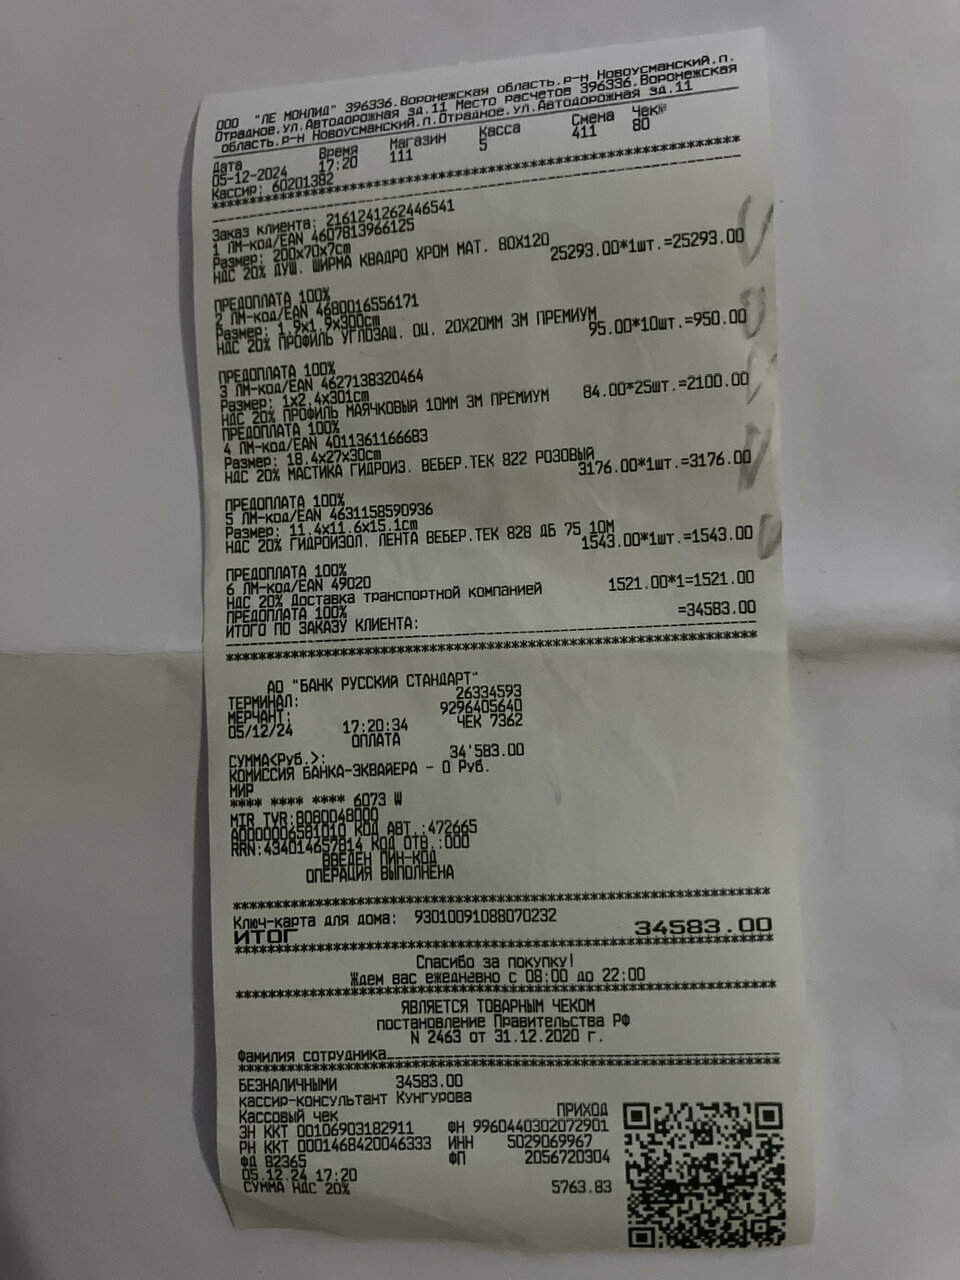 ООО "ЛЕ МОНЛИД" 396336,Воронежская область,р-н Новоусманский,п.
Отрадное,ул.Автодорожная зд.11 Место расчетов 396336,Воронежская
область,р-н Новоусманский,п.Отрадное,ул.Автодорожная зд.11
Дата Время Магазин Касса Смена Чек№
05-12-2024 17:20 111 5 411 80
Кассир: 60201382
Заказ клиента: 2161241262446541
1 ЛМ-код/EAN 4607813966125
Размер: 200x70x7cm
НДС 20% ДУШ. ШИРМА КВАДРО ХРОМ МАТ. 80X120
25293.00*1шт.=25293.00
ПРЕДОПЛАТА 100%
2 ЛМ-код/EAN 4680016556171
Размер: 1.9x1.9x300cm
НДС 20% ПРОФИЛЬ УГЛОЗАЩ. ОЦ. 20X20ММ 3М ПРЕМИУМ
95.00*10шт.=950.00
ПРЕДОПЛАТА 100%
3 ЛМ-код/EAN 4627138320464
Размер: 1x2.4x301cm
НДС 20% ПРОФИЛЬ МАЯЧКОВЫЙ 10ММ 3М ПРЕМИУМ 84.00*25шт.=2100.00
ПРЕДОПЛАТА 100%
4 ЛМ-код/EAN 4011361166683
Размер: 18.4x27x30cm
НДС 20% МАСТИКА ГИДРОИЗ. ВЕБЕР.ТЕК 822 РОЗОВЫЙ
3176.00*1шт.=3176.00
ПРЕДОПЛАТА 100%
5 ЛМ-код/EAN 4631158590936
Размер: 11.4x11.6x15.1cm
НДС 20% ГИДРОИЗОЛ. ЛЕНТА ВЕБЕР.ТЕК 828 ДБ 75 10М
1543.00*1шт.=1543.00
ПРЕДОПЛАТА 100%
6 ЛМ-код/EAN 49020
НДС 20% Доставка транспортной компанией 1521.00*1=1521.00
ПРЕДОПЛАТА 100%
ИТОГО ПО ЗАКАЗУ КЛИЕНТА: =34583.00
АО "БАНК РУССКИЙ СТАНДАРТ"
ТЕРМИНАЛ: 26334593
МЕРЧАНТ: 9296405640
05/12/24 17:20:34 ЧЕК 7362
ОПЛАТА
СУММА<Руб.>: 34'583.00
КОМИССИЯ БАНКА-ЭКВАЙЕРА - 0 Руб.
МИР
**** **** **** 6073 W
MIR TVR:8080048000
A0000006581010 КОД АВТ.:472665
RRN:434014657814 КОД ОТВ.:000
ВВЕДЕН ПИН-КОД
ОПЕРАЦИЯ ВЫПОЛНЕНА
Ключ-карта для дома: 93010091088070232
ИТОГ 34583.00
Спасибо за покупку!
Ждем вас ежедневно с 08:00 до 22:00
ЯВЛЯЕТСЯ ТОВАРНЫМ ЧЕКОМ
постановление Правительства РФ
N 2463 от 31.12.2020 г.
Фамилия сотрудника
БЕЗНАЛИЧНЫМИ 34583.00
кассир-консультант Кунгурова
Кассовый чек ПРИХОД
ЗН ККТ 00106903182911 ФН 9960440302072901
РН ККТ 0001468420046333 ИНН 5029069967
ФД 82365 ФП 2056720304
05.12.24 17:20
СУММА НДС 20% 5763.83